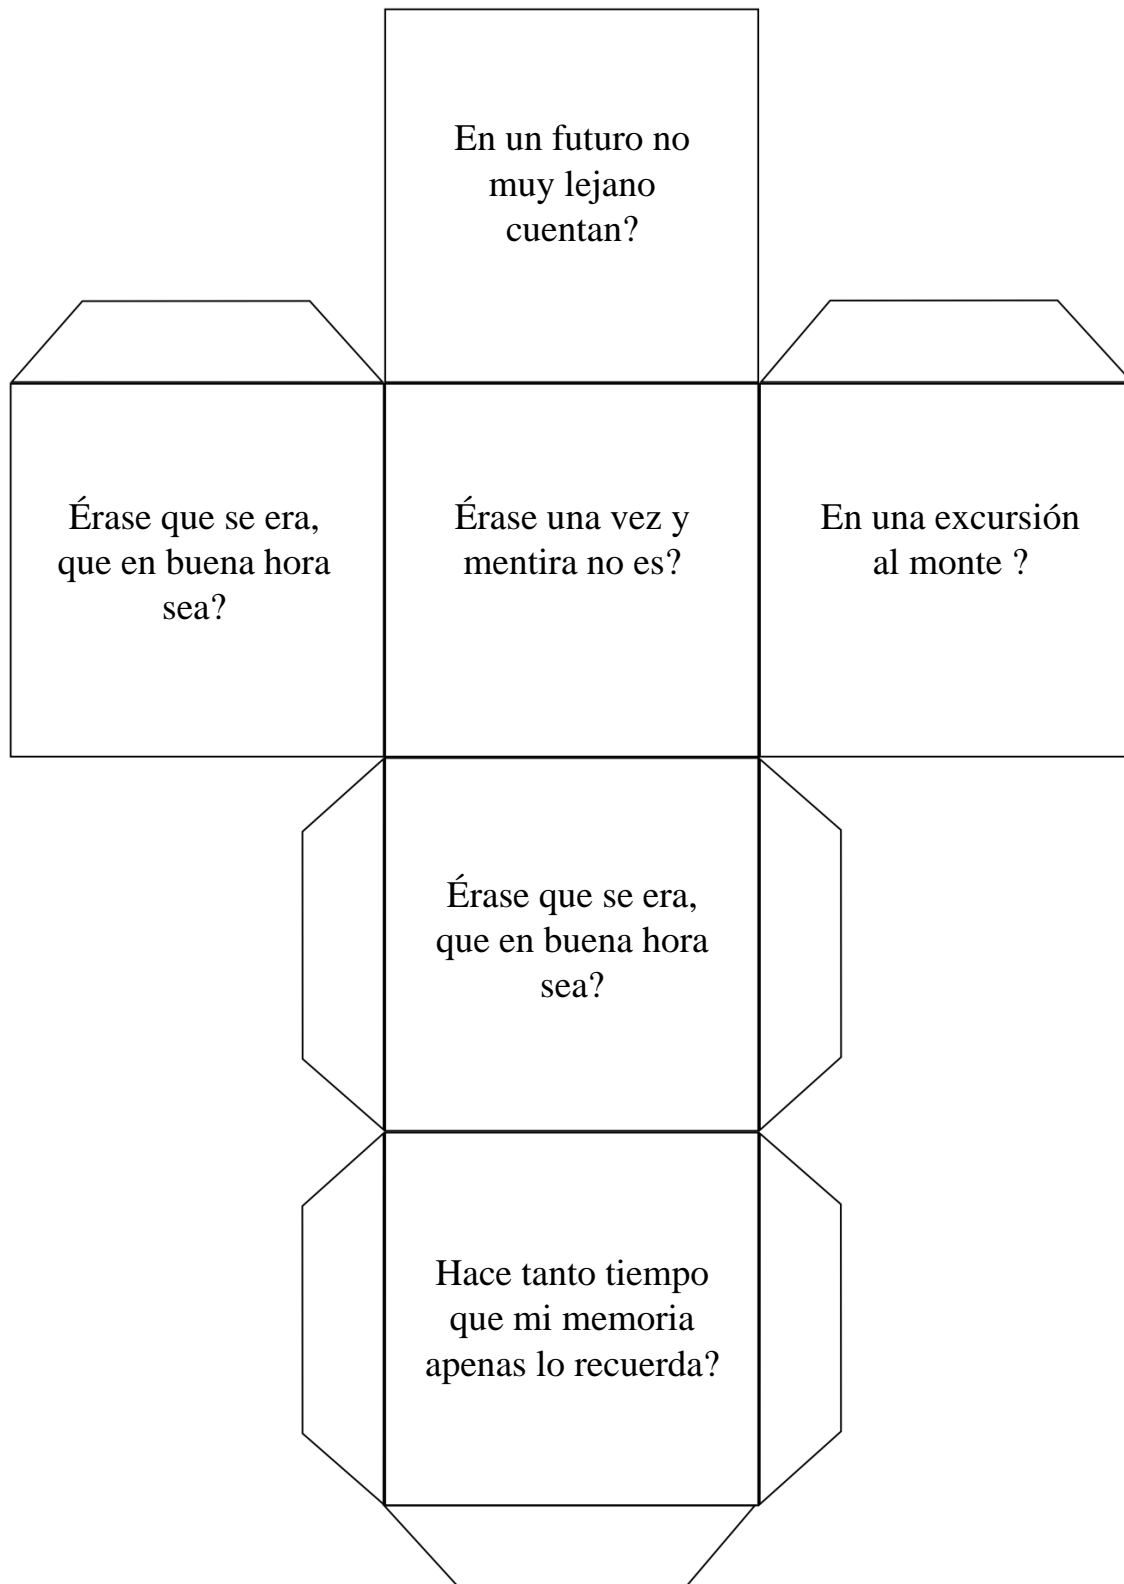 En un futuro no
muy lejano
cuentan?
Érase que se era,
que en buena hora
sea?
Érase una vez y
mentira no es?
En una excursión
al monte ?
Érase que se era,
que en buena hora
sea?
Hace tanto tiempo
que mi memoria
apenas lo recuerda?